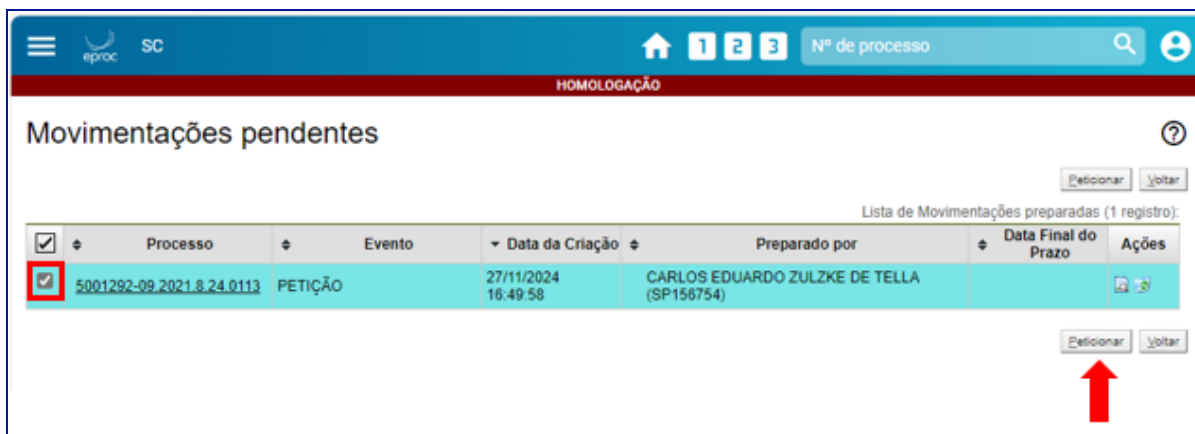 eproc SC 1 2 3 Nº de processo
HOMOLOGAÇÃO
Movimentações pendentes
Peticionar Voltar
Lista de Movimentações preparadas (1 registro):
Processo Evento Data da Criação Preparado por Data Final do Prazo Ações
5001292-09.2021.8.24.0113 PETIÇÃO 27/11/2024 16:49:58 CARLOS EDUARDO ZULZKE DE TELLA (SP156754)
Peticionar Voltar